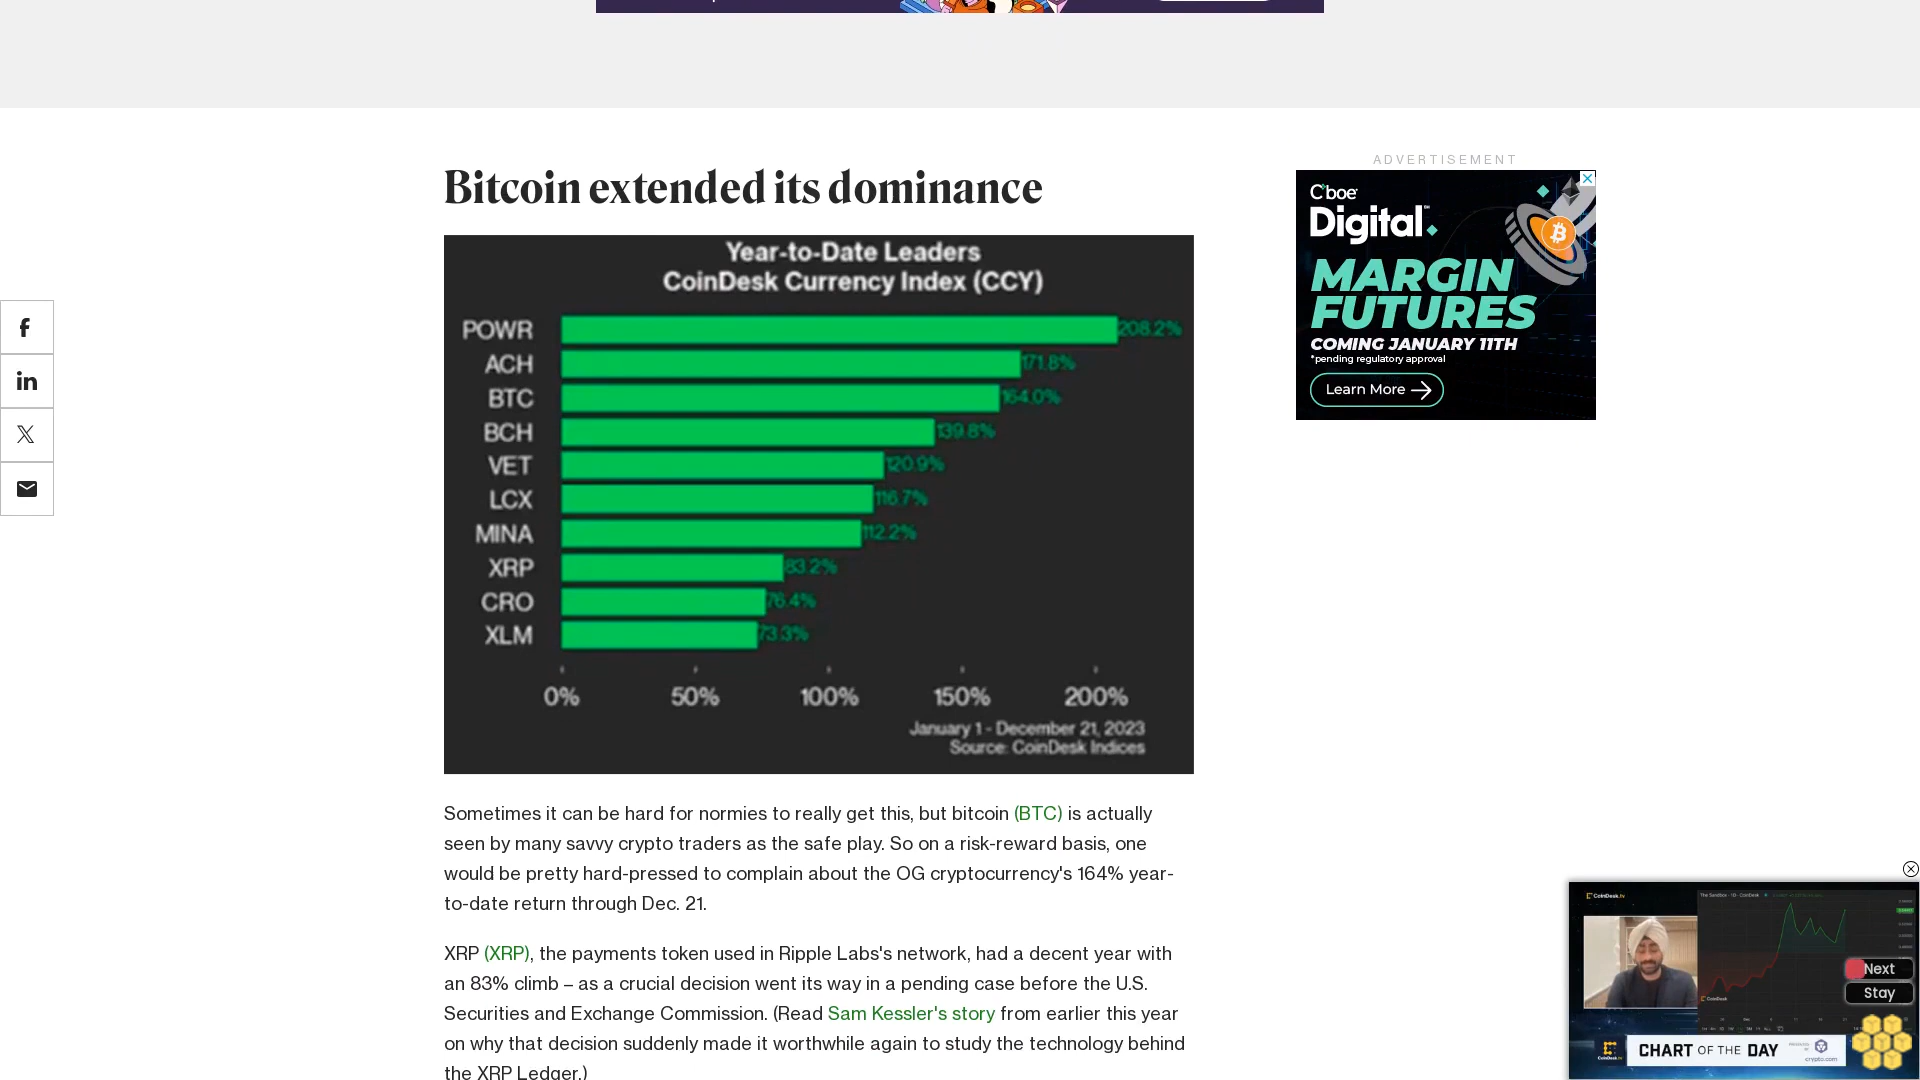 Bitcoin extended its dominance
Year-to-Date Leaders
CoinDesk Currency Index (CCY)
POWR 208.2%
ACH 171.8%
BTC 164.0%
BCH 139.8%
VET 120.9%
LCX 116.7%
MINA 112.2%
XRP 83.2%
CRO 76.4%
XLM 73.3%
0% 50% 100% 150% 200%
January 1 - December 21, 2023
Source: CoinDesk Indices
Sometimes it can be hard for normies to really get this, but bitcoin (BTC) is actually
seen by many savvy crypto traders as the safe play. So on a risk-reward basis, one
would be pretty hard-pressed to complain about the OG cryptocurrency's 164% year-
to-date return through Dec. 21.
XRP (XRP), the payments token used in Ripple Labs's network, had a decent year with
an 83% climb – as a crucial decision went its way in a pending case before the U.S.
Securities and Exchange Commission. (Read Sam Kessler's story from earlier this year
on why that decision suddenly made it worthwhile again to study the technology behind
the XRP Ledger.)
ADVERTISEMENT
Cboe
Digital
MARGIN
FUTURES
COMING JANUARY 11TH
*pending regulatory approval
Learn More
CoinDesk.tv
Next
Stay
CoinDesk
CHART OF THE DAY
crypto.com